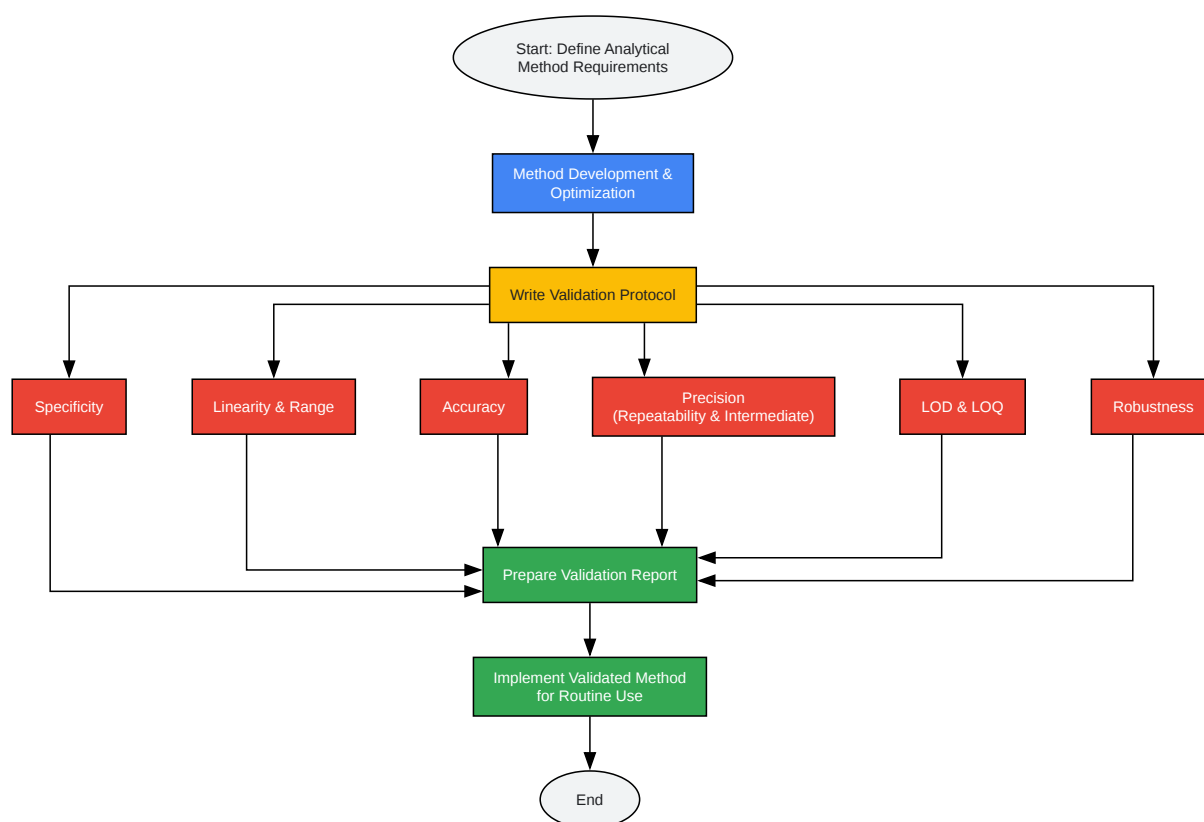 Start: Define Analytical
Method Requirements
Method Development &
Optimization
Write Validation Protocol
Specificity
Linearity & Range
Accuracy
Precision
(Repeatability & Intermediate)
LOD & LOQ
Robustness
Prepare Validation Report
Implement Validated Method
for Routine Use
End